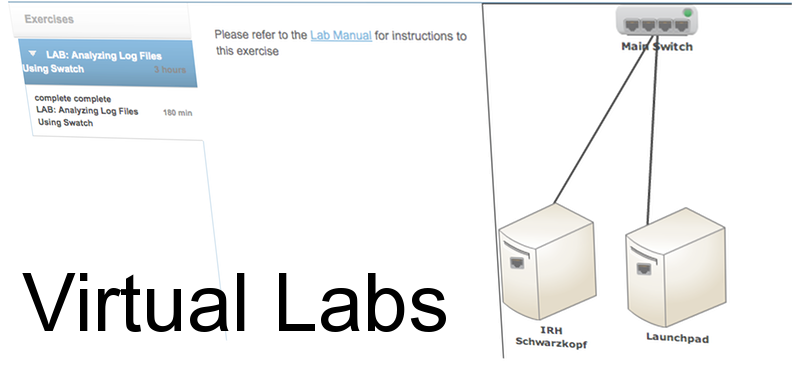 Exercises
LAB: Analyzing Log Files
Using Swatch 3 hours
complete complete
LAB: Analyzing Log Files 180 min
Using Swatch
Please refer to the Lab Manual for instructions to
this exercise
Main Switch
IRH
Schwarzkopf
Launchpad
Virtual Labs